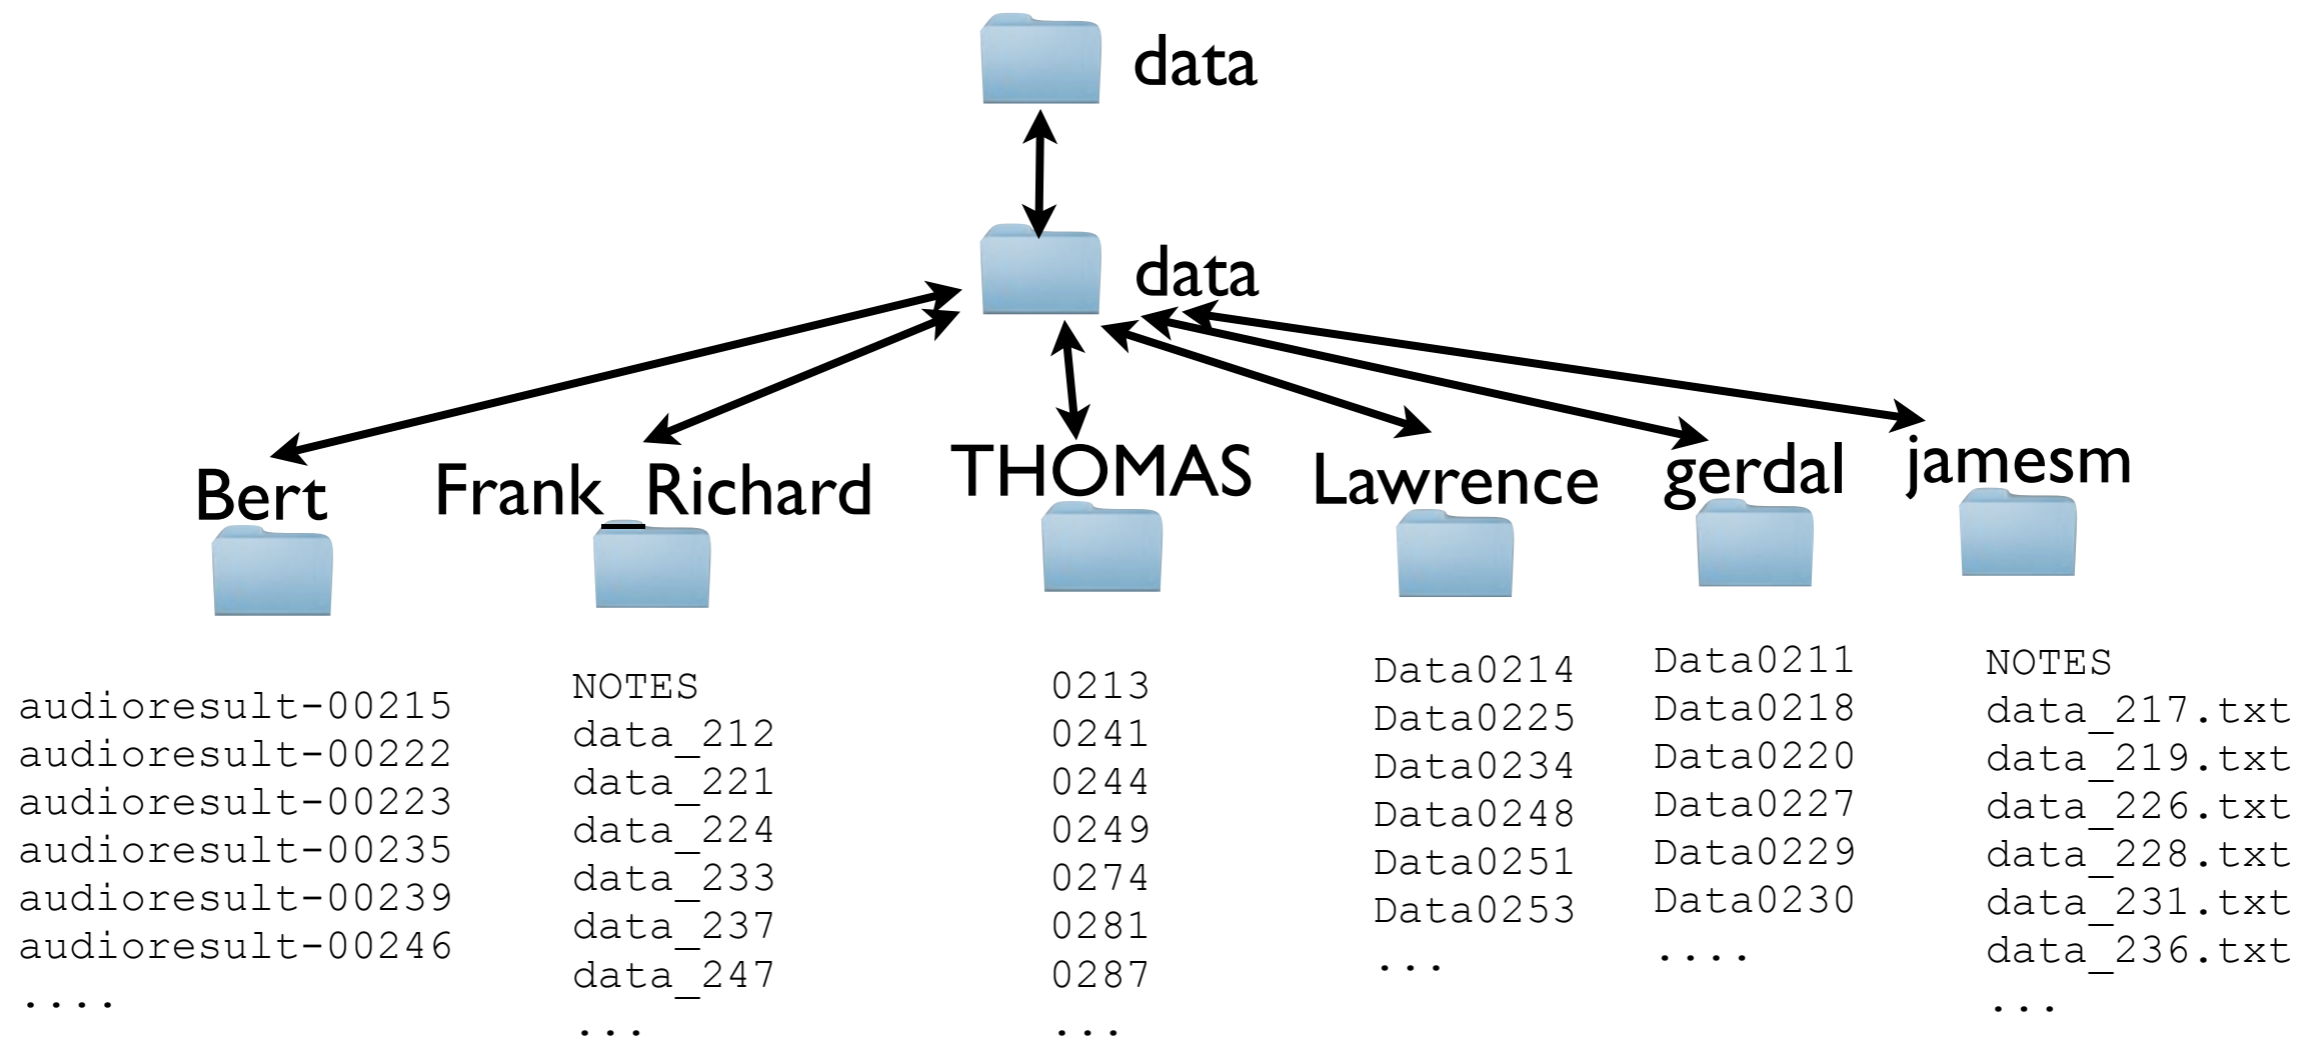 data
data
Bert
Frank_Richard
THOMAS
Lawrence
gerdal
jamesm
audioresult-00215
audioresult-00222
audioresult-00223
audioresult-00235
audioresult-00239
audioresult-00246
....
NOTES
data_212
data_221
data_224
data_233
data_237
data_247
...
0213
0241
0244
0249
0274
0281
0287
...
Data0214
Data0225
Data0234
Data0248
Data0251
Data0253
...
Data0211
Data0218
Data0220
Data0227
Data0229
Data0230
....
NOTES
data_217.txt
data_219.txt
data_226.txt
data_228.txt
data_231.txt
data_236.txt
...